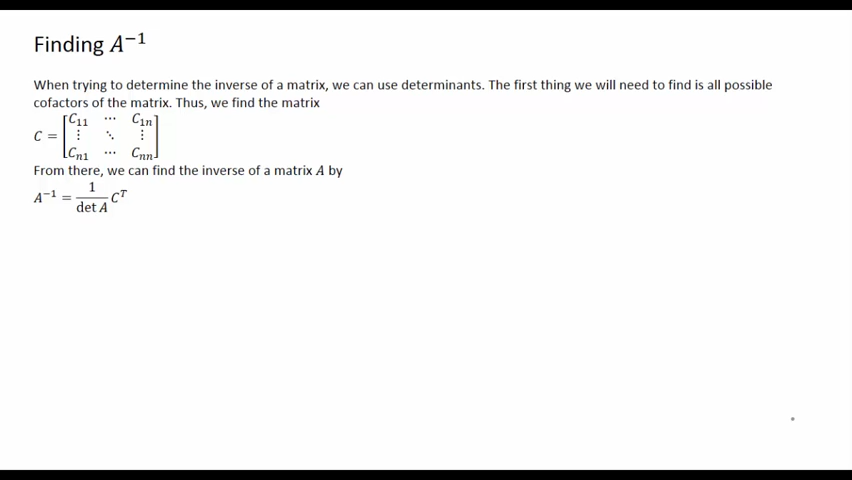 Finding A⁻¹
When trying to determine the inverse of a matrix, we can use determinants. The first thing we will need to find is all possible
cofactors of the matrix. Thus, we find the matrix
C = [C₁₁ ⋯ C₁ₙ
⋮ ⋱ ⋮
Cₙ₁ ⋯ Cₙₙ]
From there, we can find the inverse of a matrix A by
A⁻¹ = 1/det A Cᵀ